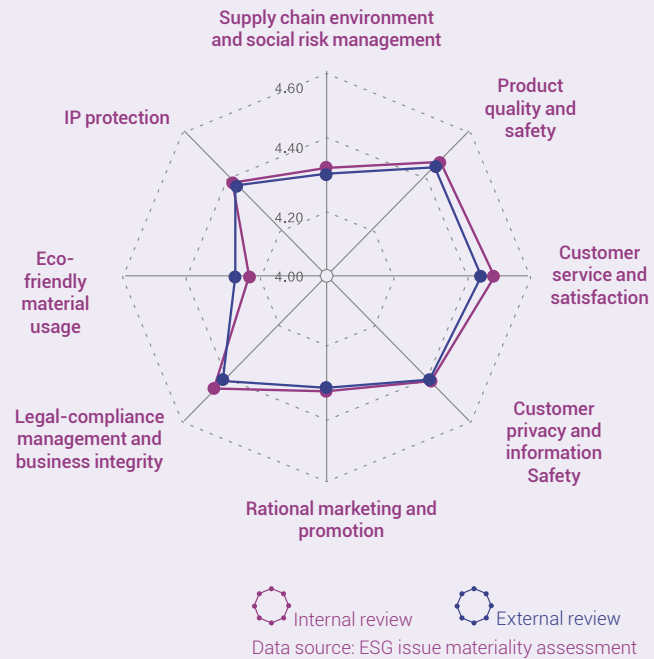 Supply chain environment
and social risk management
Product
quality and
safety
IP protection
4.60
4.40
4.20
4.00
Eco-
friendly
material
usage
Customer
service and
satisfaction
Legal-compliance
management and
business integrity
Customer
privacy and
information
Safety
Rational marketing and
promotion
Internal review
External review
Data source: ESG issue materiality assessment